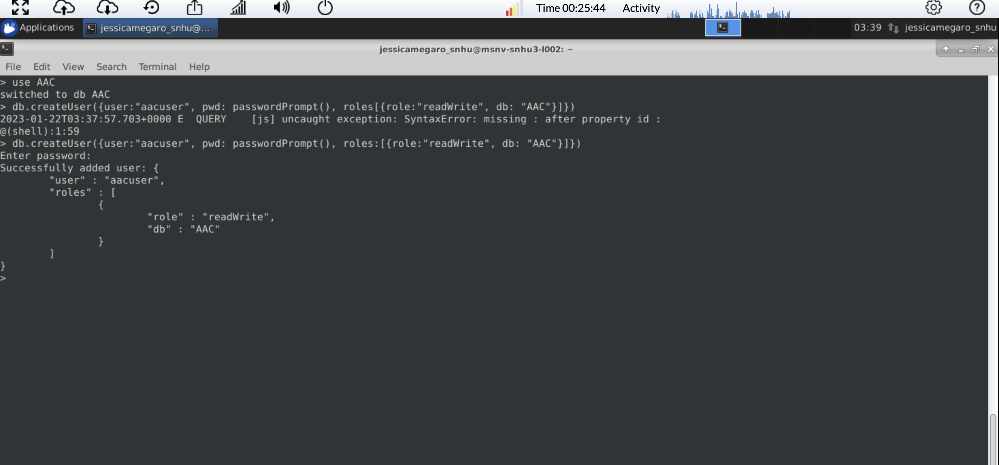 Time 00:25:44 Activity
Applications jessicamegaro_snhu@... 03:39 jessicamegaro_snhu
jessicamegaro_snhu@msnv-snhu3-l002: ~
File Edit View Search Terminal Help
> use AAC
switched to db AAC
> db.createUser({user:"aacuser", pwd: passwordPrompt(), roles[{role:"readWrite", db: "AAC"}]})
2023-01-22T03:37:57.703+0000 E  QUERY    [js] uncaught exception: SyntaxError: missing : after property id :
@(shell):1:59
> db.createUser({user:"aacuser", pwd: passwordPrompt(), roles:[{role:"readWrite", db: "AAC"}]})
Enter password:
Successfully added user: {
        "user" : "aacuser",
        "roles" : [
                {
                        "role" : "readWrite",
                        "db" : "AAC"
                }
        ]
}
>